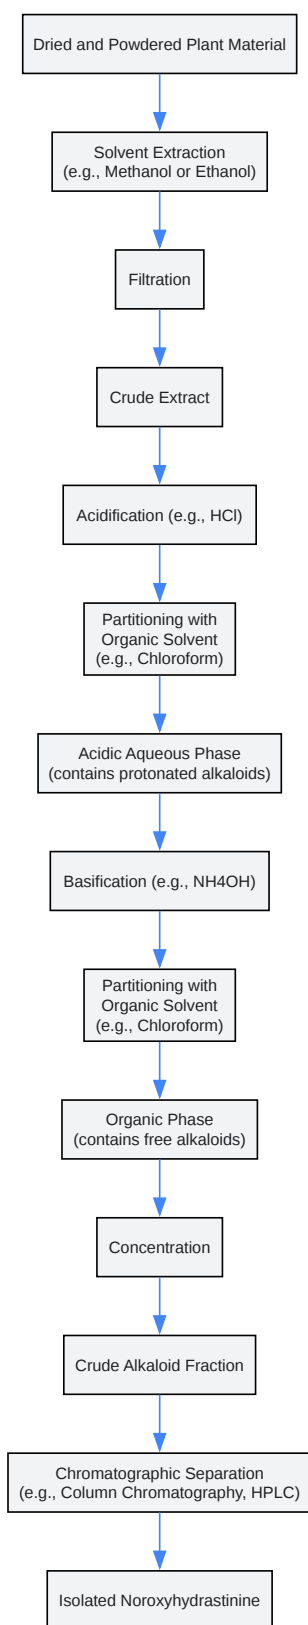 Dried and Powdered Plant Material
Solvent Extraction
(e.g., Methanol or Ethanol)
Filtration
Crude Extract
Acidification (e.g., HCl)
Partitioning with
Organic Solvent
(e.g., Chloroform)
Acidic Aqueous Phase
(contains protonated alkaloids)
Basification (e.g., NH4OH)
Partitioning with
Organic Solvent
(e.g., Chloroform)
Organic Phase
(contains free alkaloids)
Concentration
Crude Alkaloid Fraction
Chromatographic Separation
(e.g., Column Chromatography, HPLC)
Isolated Noroxyhydrastinine